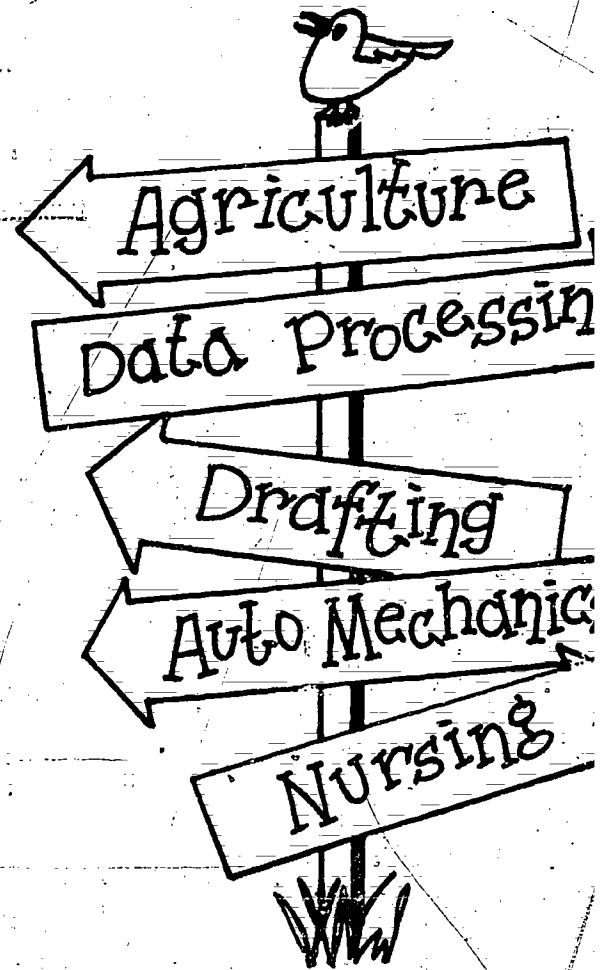 Agriculture
Data Processin
Drafting
Auto Mechanic
Nursing